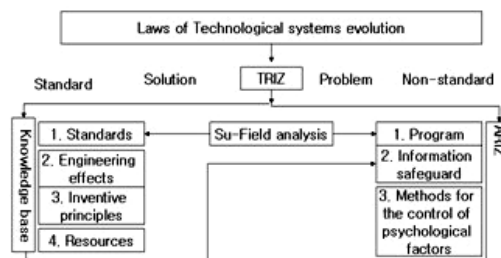 Laws of Technological systems evolution
Standard
Solution
TRIZ
Problem
Non-standard
Knowledge base
1. Standards
Su-Field analysis
1. Program
ARIZ
2. Engineering
effects
2. Information
safeguard
3. Inventive
principles
3. Methods for
the control of
psychological
factors
4. Resources